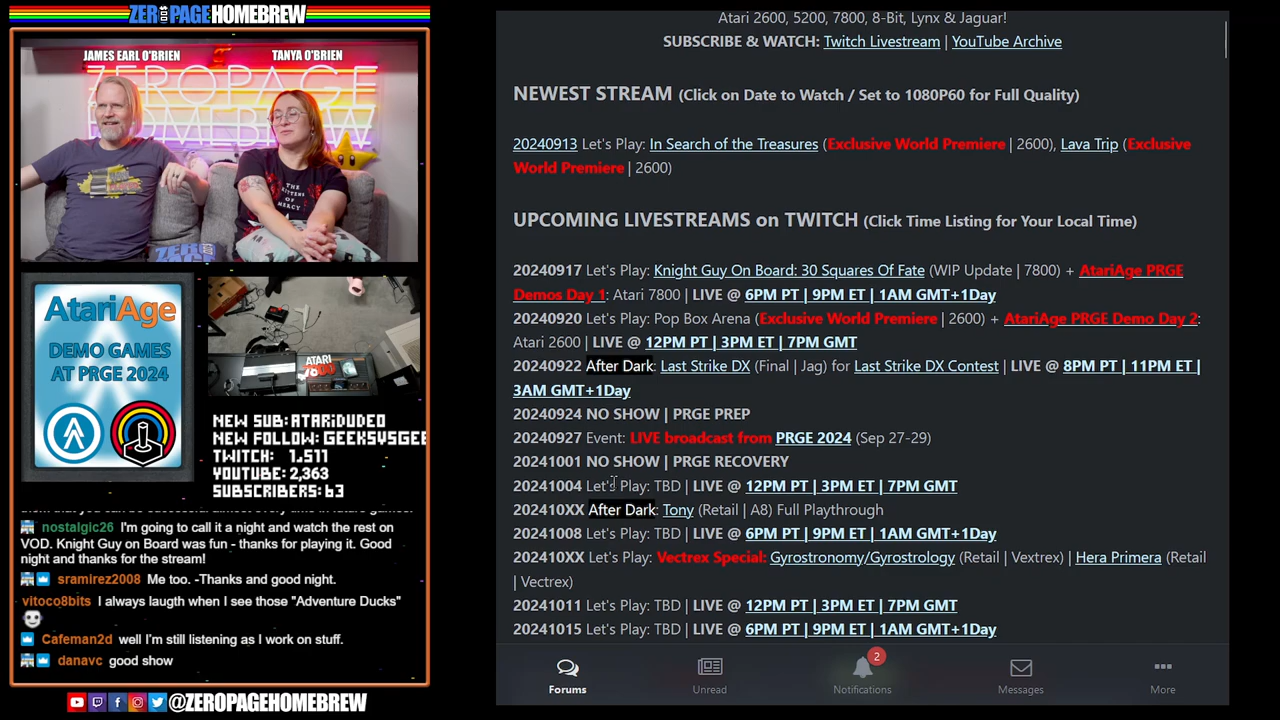 ZEROPAGEHOMEBREW
JAMES EARL O'BRIEN
TANYA O'BRIEN
ZEROPAGE
HOMEBREW
THE
KITTENS
OF
MERCY
AtariAge
DEMO GAMES
AT PRGE 2024
ATARI
7800
NEW SUB:ATARIDUDEO
NEW FOLLOW:GEEKSYSGEE
TWITCH: 1,511
YOUTUBE: 2,363
SUBSCRIBERS: 63
nostalgic26 I'm going to call it a night and watch the rest on
VOD. Knight Guy on Board was fun - thanks for playing it. Good
night and thanks for the stream!
sramirez2008 Me too. -Thanks and good night.
vitoco8bits I always laugth when I see those "Adventure Ducks"
Cafeman2d well I'm still listening as I work on stuff.
danavc good show
@ZEROPAGEHOMEBREW
Atari 2600, 5200, 7800, 8-Bit, Lynx & Jaguar!
SUBSCRIBE & WATCH: Twitch Livestream | YouTube Archive
NEWEST STREAM (Click on Date to Watch / Set to 1080P60 for Full Quality)
20240913 Let's Play: In Search of the Treasures (Exclusive World Premiere | 2600), Lava Trip (Exclusive
World Premiere | 2600)
UPCOMING LIVESTREAMS on TWITCH (Click Time Listing for Your Local Time)
20240917 Let's Play: Knight Guy On Board: 30 Squares Of Fate (WIP Update | 7800) + AtariAge PRGE
Demos Day 1: Atari 7800 | LIVE @ 6PM PT | 9PM ET | 1AM GMT+1Day
20240920 Let's Play: Pop Box Arena (Exclusive World Premiere | 2600) + AtariAge PRGE Demo Day 2:
Atari 2600 | LIVE @ 12PM PT | 3PM ET | 7PM GMT
20240922 After Dark: Last Strike DX (Final | Jag) for Last Strike DX Contest | LIVE @ 8PM PT | 11PM ET |
3AM GMT+1Day
20240924 NO SHOW | PRGE PREP
20240927 Event: LIVE broadcast from PRGE 2024 (Sep 27-29)
20241001 NO SHOW | PRGE RECOVERY
20241004 Let's Play: TBD | LIVE @ 12PM PT | 3PM ET | 7PM GMT
202410XX After Dark: Tony (Retail | A8) Full Playthrough
20241008 Let's Play: TBD | LIVE @ 6PM PT | 9PM ET | 1AM GMT+1Day
202410XX Let's Play: Vectrex Special: Gyrostronomy/Gyrostrology (Retail | Vextrex) | Hera Primera (Retail
| Vectrex)
20241011 Let's Play: TBD | LIVE @ 12PM PT | 3PM ET | 7PM GMT
20241015 Let's Play: TBD | LIVE @ 6PM PT | 9PM ET | 1AM GMT+1Day
2
Forums Unread Notifications Messages More